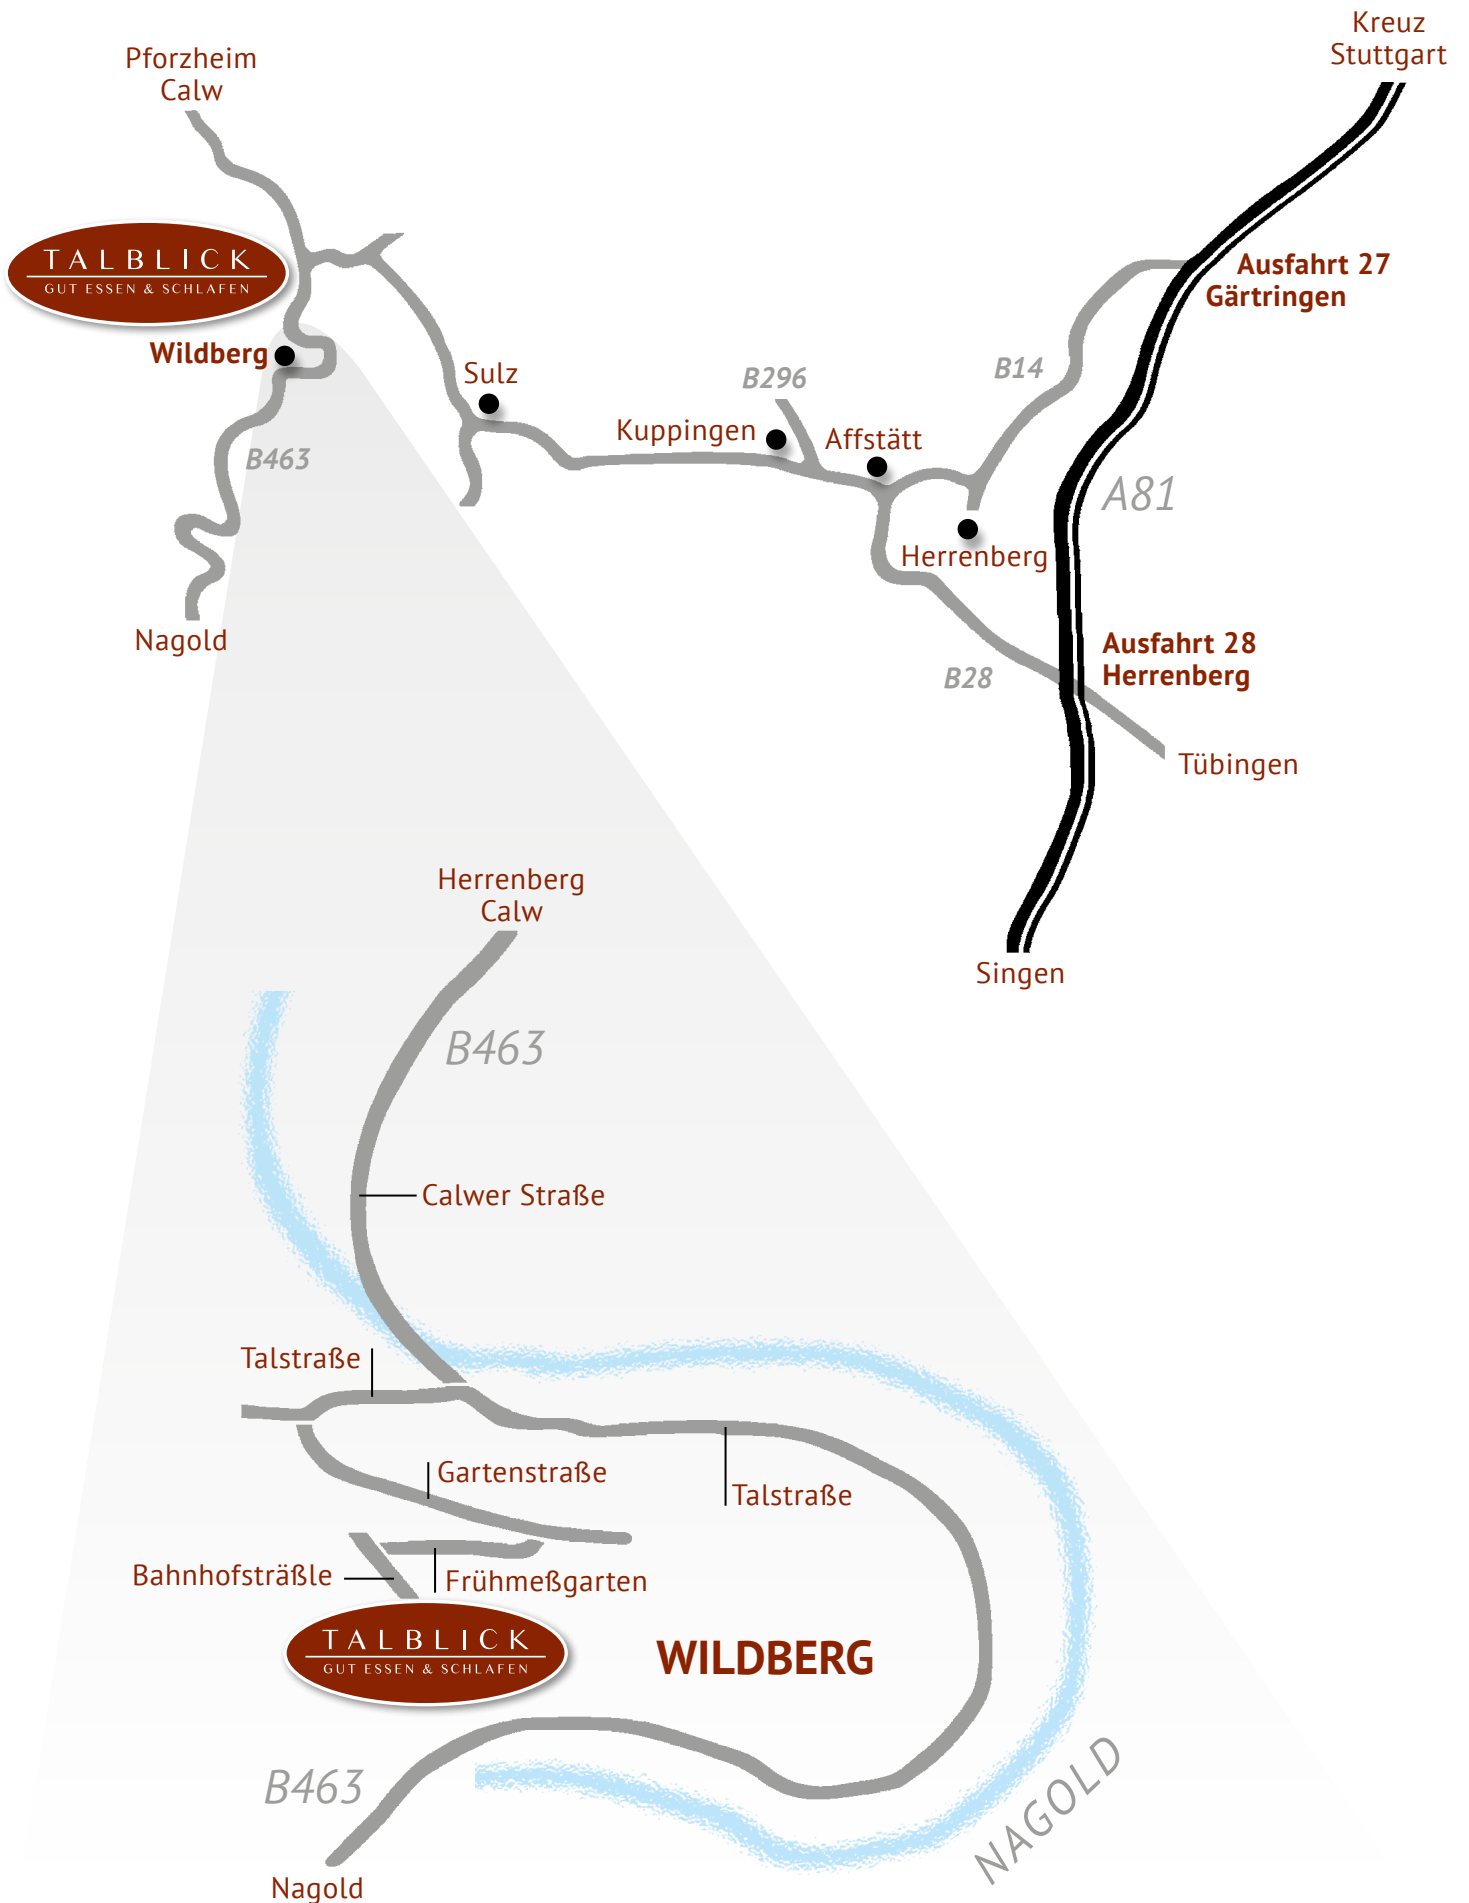 Kreuz
Stuttgart
Pforzheim
Calw
TALBLICK
GUT ESSEN & SCHLAFEN
Ausfahrt 27
Gärtringen
Wildberg
Sulz
B296
B14
Kuppingen
Affstätt
B463
A81
Herrenberg
Nagold
Ausfahrt 28
Herrenberg
B28
Tübingen
Herrenberg
Calw
Singen
B463
Calwer Straße
Talstraße
Gartenstraße
Talstraße
Bahnhofsträßle
Frühmeßgarten
TALBLICK
GUT ESSEN & SCHLAFEN
WILDBERG
B463
NAGOLD
Nagold